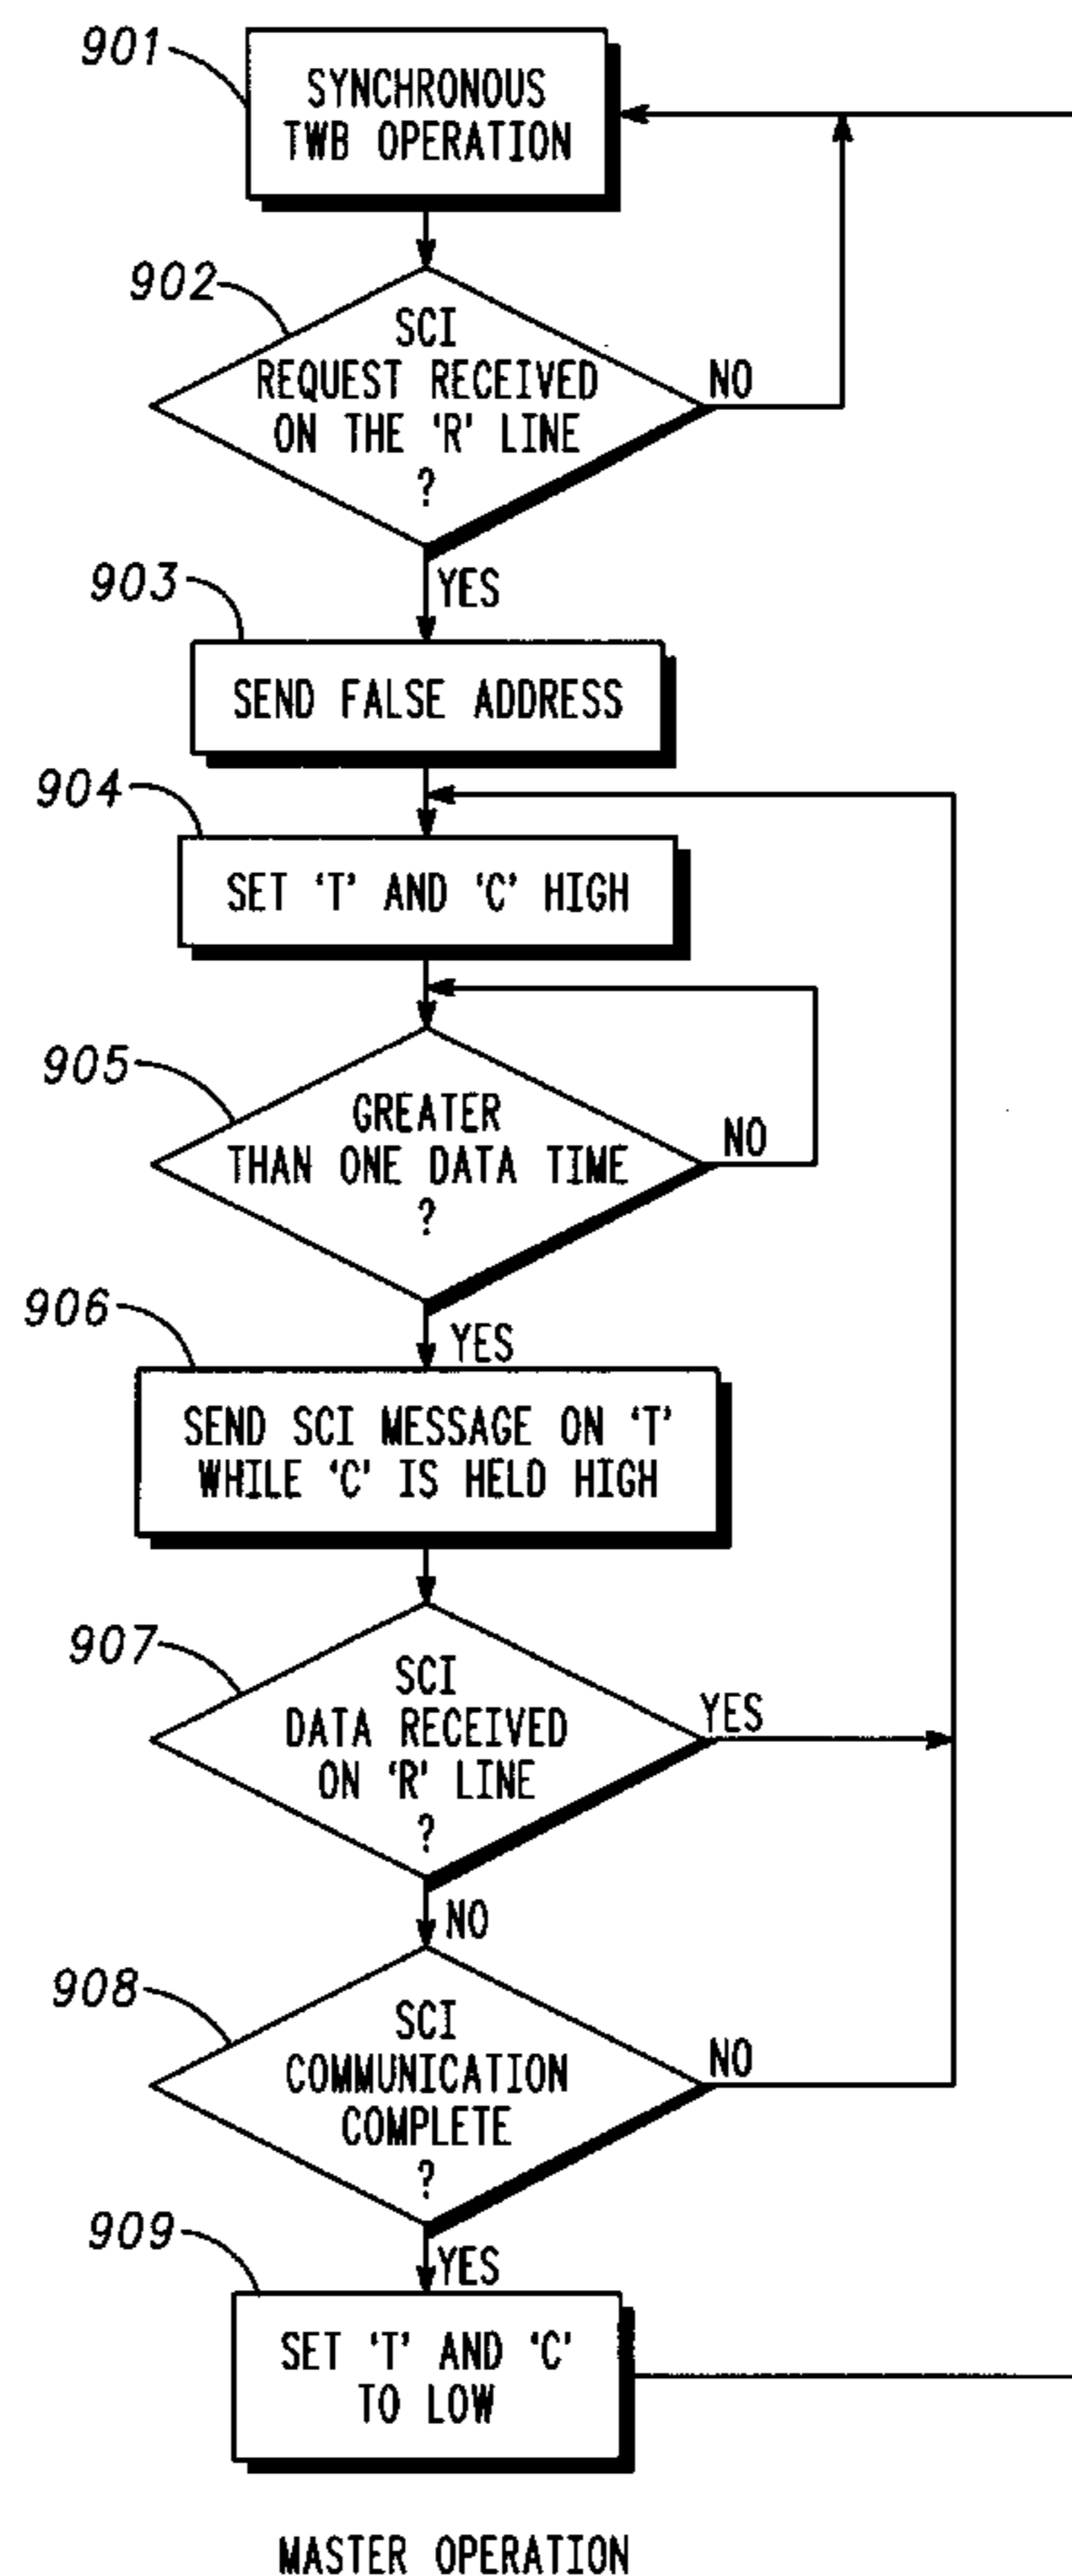 901
SYNCHRONOUS
TWB OPERATION
902
SCI
REQUEST RECEIVED
ON THE 'R' LINE
?
NO
YES
903
SEND FALSE ADDRESS
904
SET 'T' AND 'C' HIGH
905
GREATER
THAN ONE DATA TIME
?
NO
YES
906
SEND SCI MESSAGE ON 'T'
WHILE 'C' IS HELD HIGH
907
SCI
DATA RECEIVED
ON 'R' LINE
?
YES
NO
908
SCI
COMMUNICATION
COMPLETE
?
NO
YES
909
SET 'T' AND 'C'
TO LOW
MASTER OPERATION